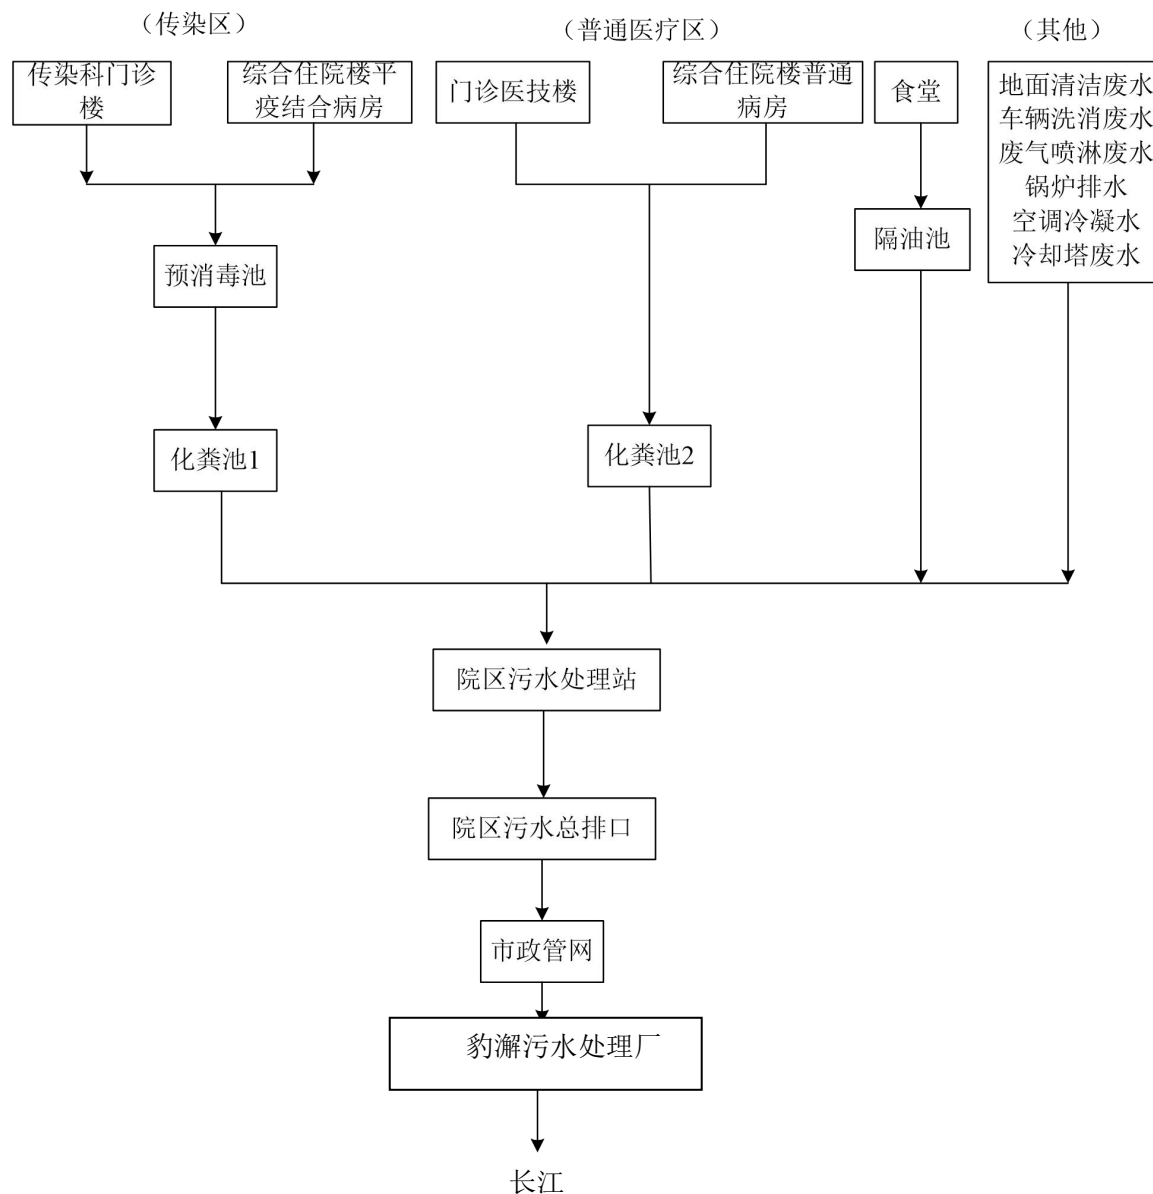 （传染区）
（普通医疗区）
（其他）
传染科门诊
楼
综合住院楼平
疫结合病房
门诊医技楼
综合住院楼普通
病房
食堂
地面清洁废水
车辆洗消废水
废气喷淋废水
锅炉排水
空调冷凝水
冷却塔废水
隔油池
预消毒池
化粪池1
化粪池2
院区污水处理站
院区污水总排口
市政管网
豹澥污水处理厂
长江